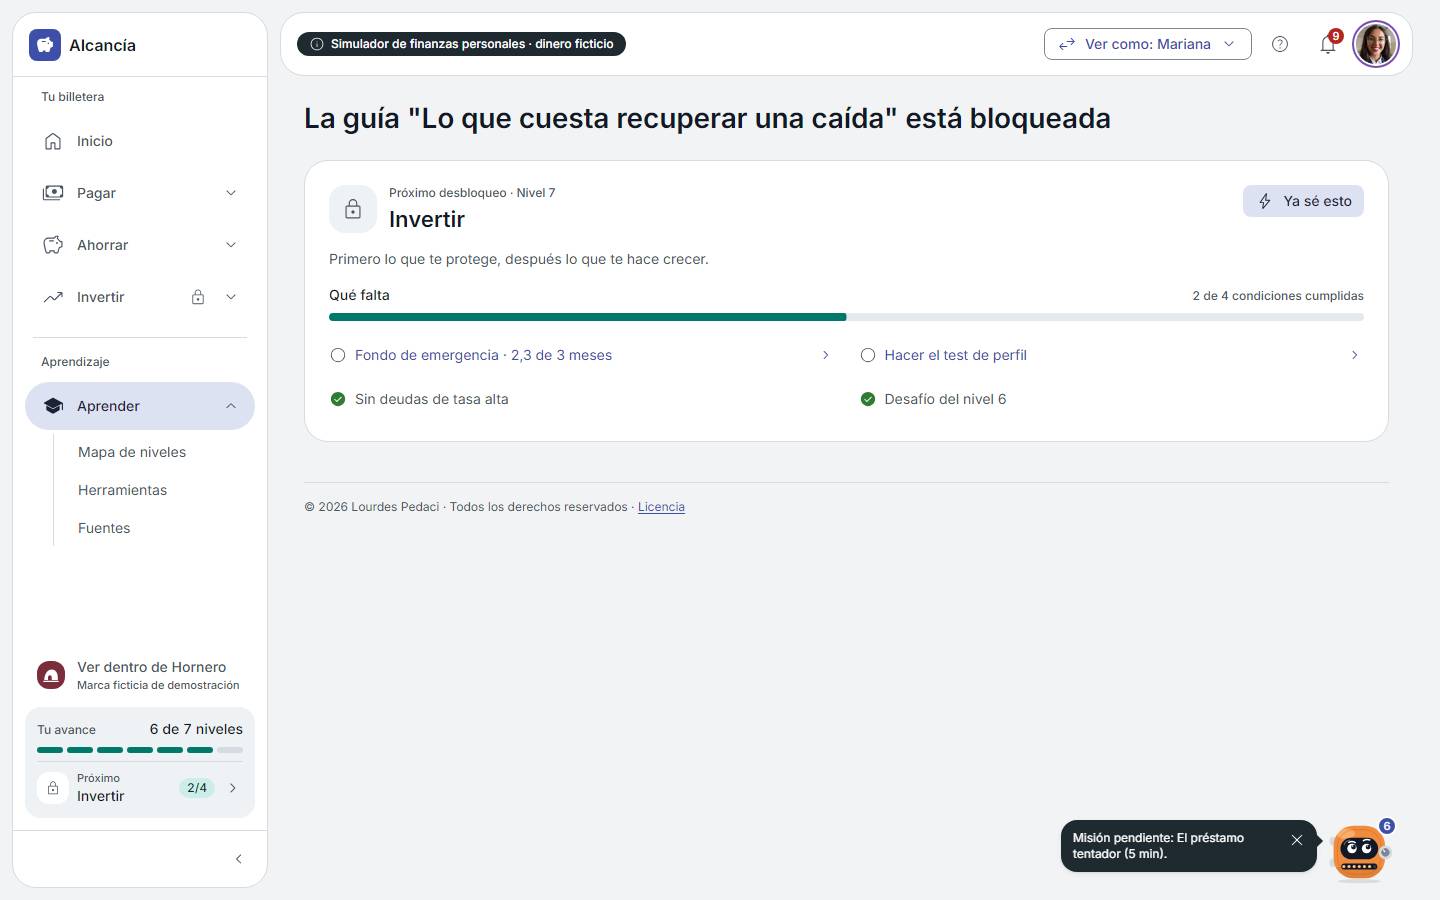 Alcancía
Simulador de finanzas personales · dinero ficticio
Ver como: Mariana
9
Tu billetera
Inicio
Pagar
Ahorrar
Invertir
Aprendizaje
Aprender
Mapa de niveles
Herramientas
Fuentes
Ver dentro de Hornero
Marca ficticia de demostración
Tu avance
6 de 7 niveles
Próximo
Invertir
2/4
La guía "Lo que cuesta recuperar una caída" está bloqueada
Próximo desbloqueo · Nivel 7
Invertir
Ya sé esto
Primero lo que te protege, después lo que te hace crecer.
Qué falta
2 de 4 condiciones cumplidas
Fondo de emergencia · 2,3 de 3 meses
Hacer el test de perfil
Sin deudas de tasa alta
Desafío del nivel 6
© 2026 Lourdes Pedaci · Todos los derechos reservados · Licencia
Misión pendiente: El préstamo
tentador (5 min).
6